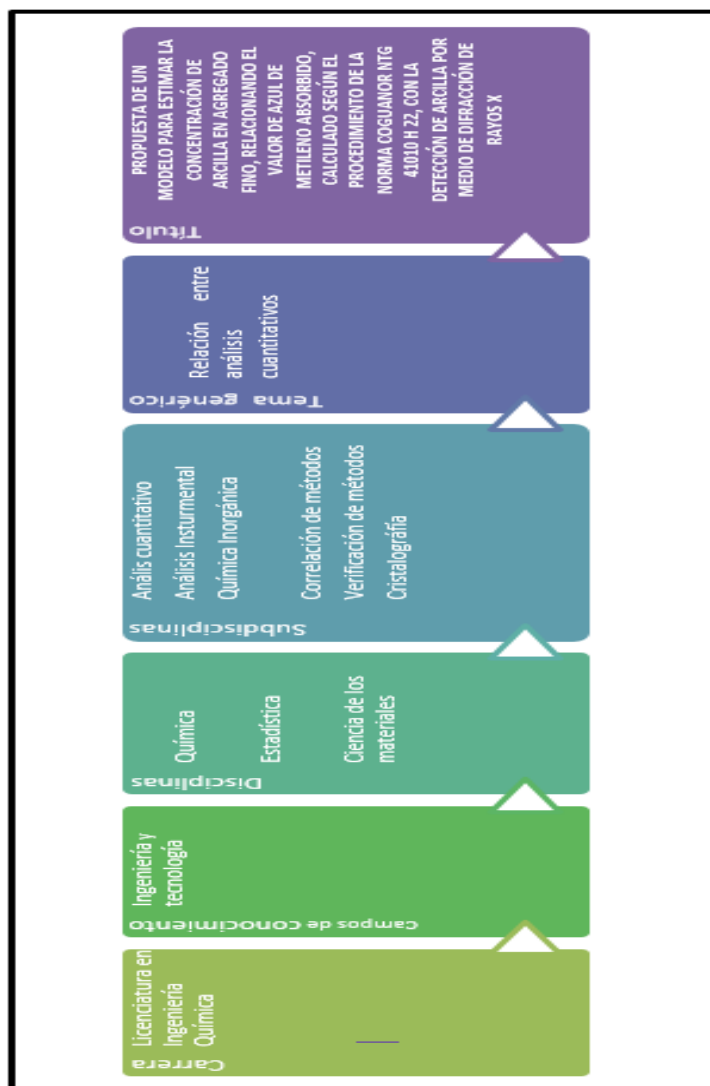 Carrera
Licenciatura en
Ingeniería
Química
Campos de conocimiento
Ingeniería y
tecnología
Disciplinas
Química
Estadística
Ciencia de los
materiales
Subdisciplinas
Anális cuantitativo
Análisis Insturmental
Química Inorgánica
Correlación de métodos
Verificación de métodos
Cristalográfia
Tema genérico
Relación entre
análisis
cuantitativos
Título
PROPUESTA DE UN
MODELO PARA ESTIMAR LA
CONCENTRACIÓN DE
ARCILLA EN AGREGADO
FINO, RELACIONANDO EL
VALOR DE AZUL DE
METILENO ABSORBIDO,
CALCULADO SEGÚN EL
PROCEDIMIENTO DE LA
NORMA COGUANOR NTG
41010 H 22, CON LA
DETECCIÓN DE ARCILLA POR
MEDIO DE DIFRACCIÓN DE
RAYOS X